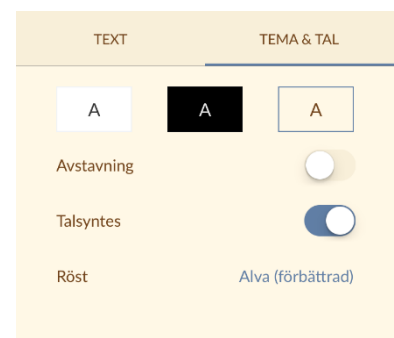 TEXT TEMA & TAL
A A A
Avstavning
Talsyntes
Röst Alva (förbättrad)